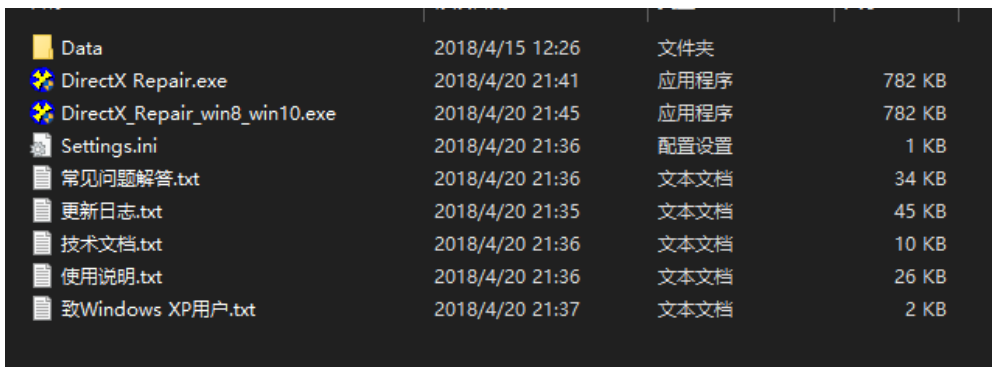 Data 2018/4/15 12:26 文件夹
DirectX Repair.exe 2018/4/20 21:41 应用程序 782 KB
DirectX_Repair_win8_win10.exe 2018/4/20 21:45 应用程序 782 KB
Settings.ini 2018/4/20 21:36 配置设置 1 KB
常见问题解答.txt 2018/4/20 21:36 文本文档 34 KB
更新日志.txt 2018/4/20 21:35 文本文档 45 KB
技术文档.txt 2018/4/20 21:36 文本文档 10 KB
使用说明.txt 2018/4/20 21:36 文本文档 26 KB
致Windows XP用户.txt 2018/4/20 21:37 文本文档 2 KB